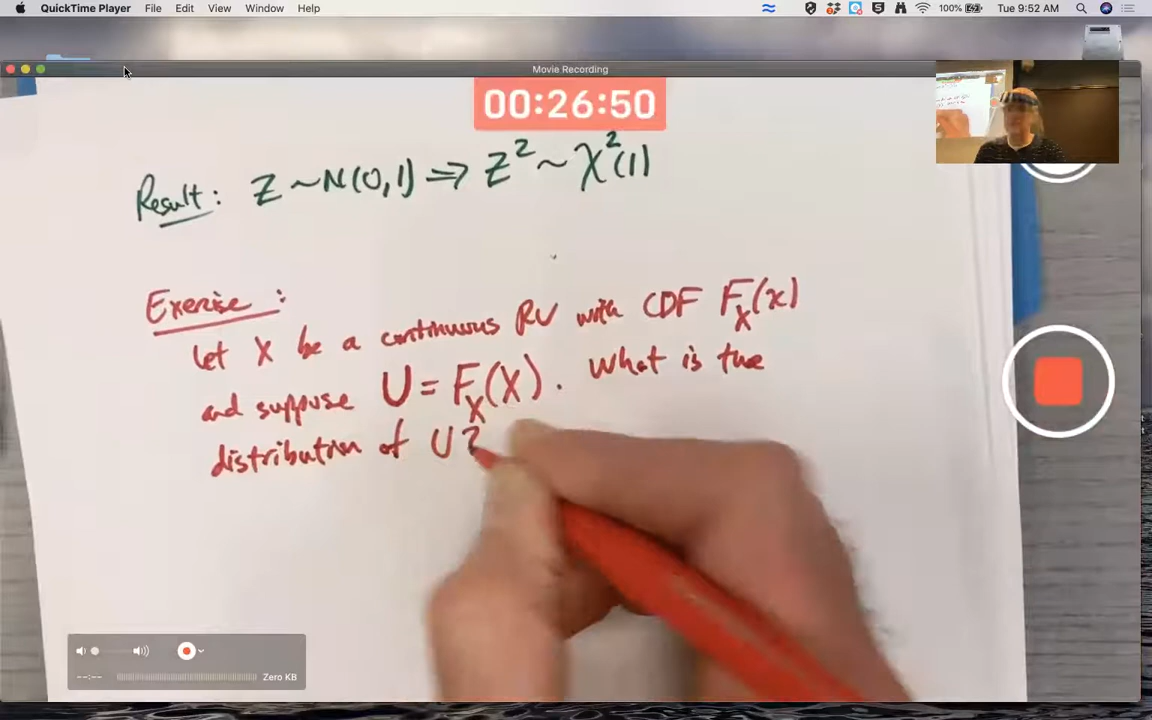 QuickTime Player File Edit View Window Help 100% Tue 9:52 AM
Movie Recording
00:26:50
Result: Z ~ N(0,1) ⇒ Z² ~ χ²(1)
Exercise:
Let X be a continuous RV with CDF F_X(x)
and suppose U = F_X(X). What is the
distribution of U?
--:-- Zero KB